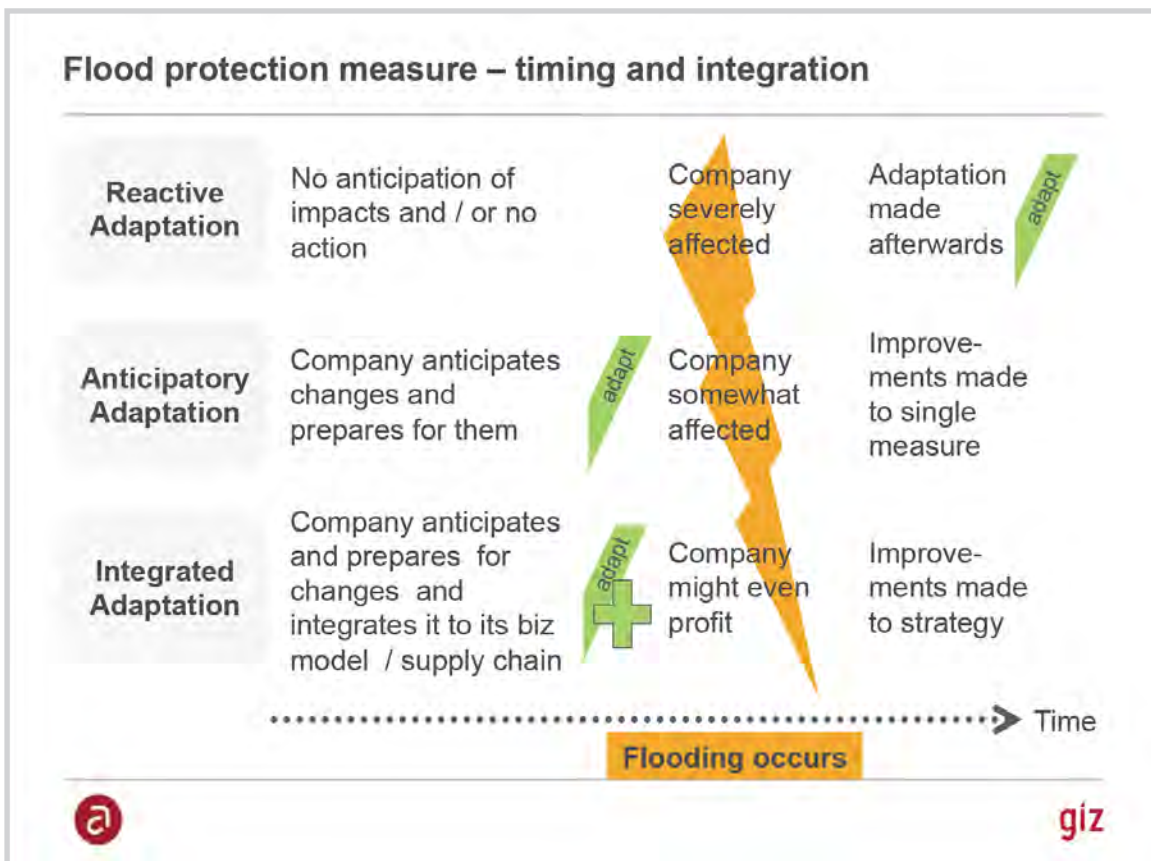 Flood protection measure – timing and integration
Reactive
Adaptation
No anticipation of
impacts and / or no
action
Company
severely
affected
Adaptation
made
afterwards
adapt
Anticipatory
Adaptation
Company anticipates
changes and
prepares for them
adapt
Company
somewhat
affected
Improve-
ments made
to single
measure
Integrated
Adaptation
Company anticipates
and prepares for
changes and
integrates it to its biz
model / supply chain
adapt
Company
might even
profit
Improve-
ments made
to strategy
Time
Flooding occurs
a
giz